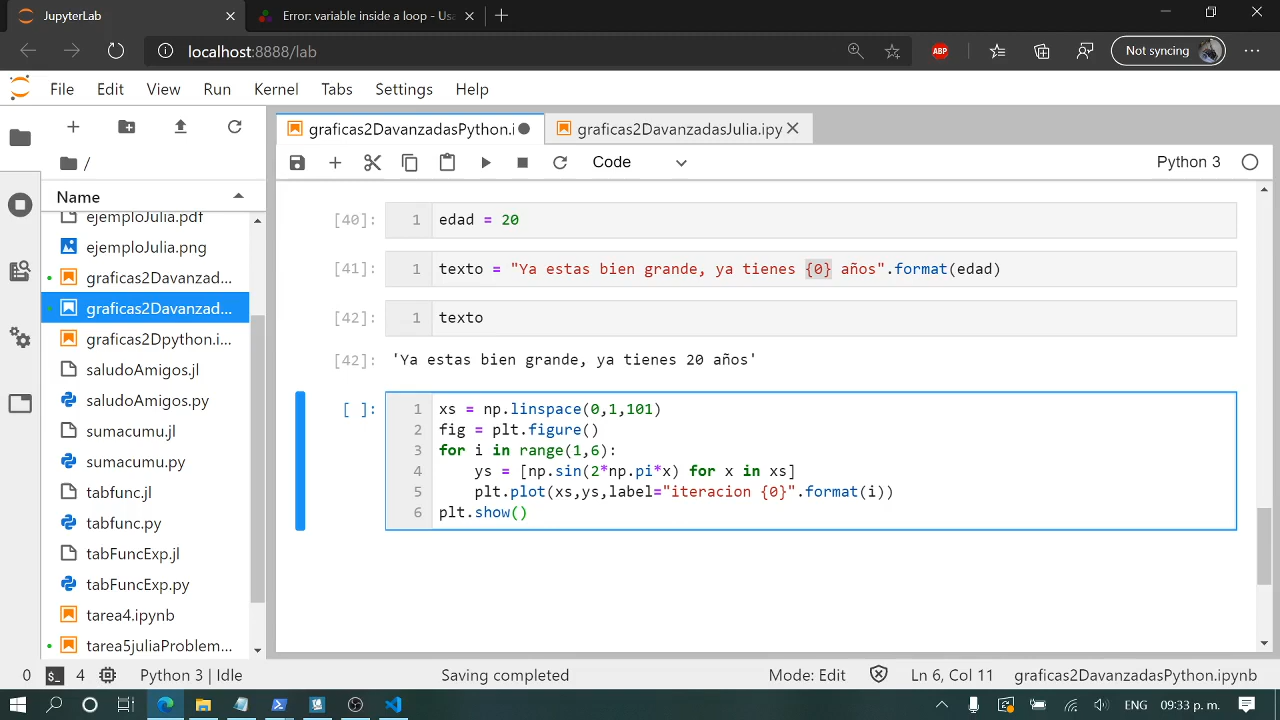 JupyterLab
Error: variable inside a loop - Usa
localhost:8888/lab
ABP
Not syncing
File Edit View Run Kernel Tabs Settings Help
graficas2DavanzadasPython.i
graficas2DavanzadasJulia.ipy
Code
Python 3
/
Name
ejemploJulia.pdf
ejemploJulia.png
graficas2Davanzad...
graficas2Davanzad...
graficas2Dpython.i...
saludoAmigos.jl
saludoAmigos.py
sumacumu.jl
sumacumu.py
tabfunc.jl
tabfunc.py
tabFuncExp.jl
tabFuncExp.py
tarea4.ipynb
tarea5juliaProblem...
[40]: 1 edad = 20
[41]: 1 texto = "Ya estas bien grande, ya tienes {0} años".format(edad)
[42]: 1 texto
[42]: 'Ya estas bien grande, ya tienes 20 años'
[ ]: 1 xs = np.linspace(0,1,101)
2 fig = plt.figure()
3 for i in range(1,6):
4 ys = [np.sin(2*np.pi*x) for x in xs]
5 plt.plot(xs,ys,label="iteracion {0}".format(i))
6 plt.show()
0 $_ 4 Python 3 | Idle Saving completed Mode: Edit Ln 6, Col 11 graficas2DavanzadasPython.ipynb
ENG 09:33 p. m.